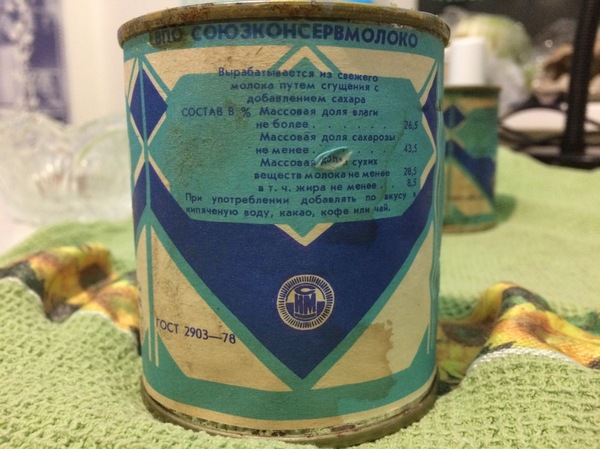 ВПО СОЮЗКОНСЕРВМОЛОКО
Вырабатывается из свежего
молока путем сгущения с
добавлением сахара
СОСТАВ В % Массовая доля влаги
не более . . . . . . 26,5
Массовая доля сахарозы
не менее . . . . . . 43,5
Массовая доля сухих
веществ молока не менее 28,5
в т. ч. жира не менее . 8,5
При употреблении добавлять по вкусу в
кипяченую воду, какао, кофе или чай.
ГОСТ 2903—78